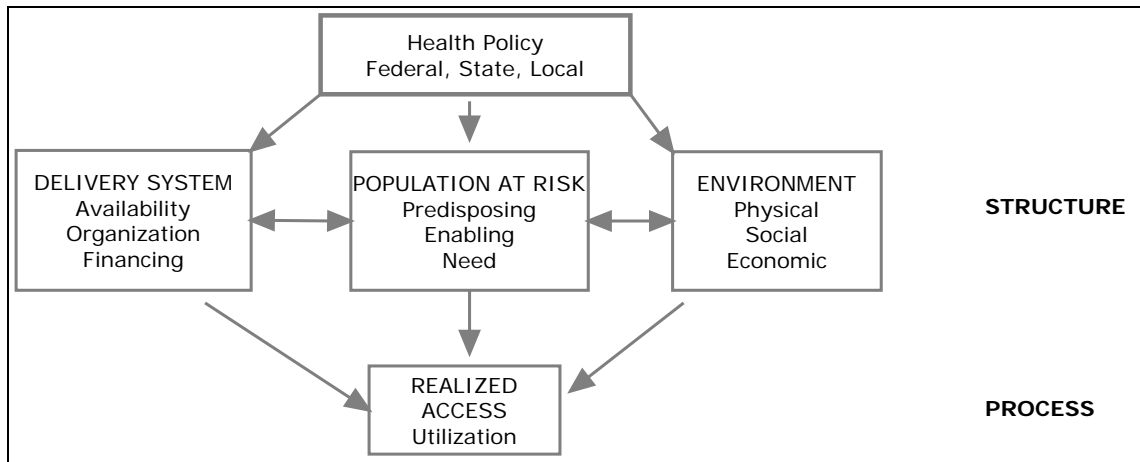 Health Policy
Federal, State, Local
DELIVERY SYSTEM
Availability
Organization
Financing
POPULATION AT RISK
Predisposing
Enabling
Need
ENVIRONMENT
Physical
Social
Economic
STRUCTURE
REALIZED
ACCESS
Utilization
PROCESS